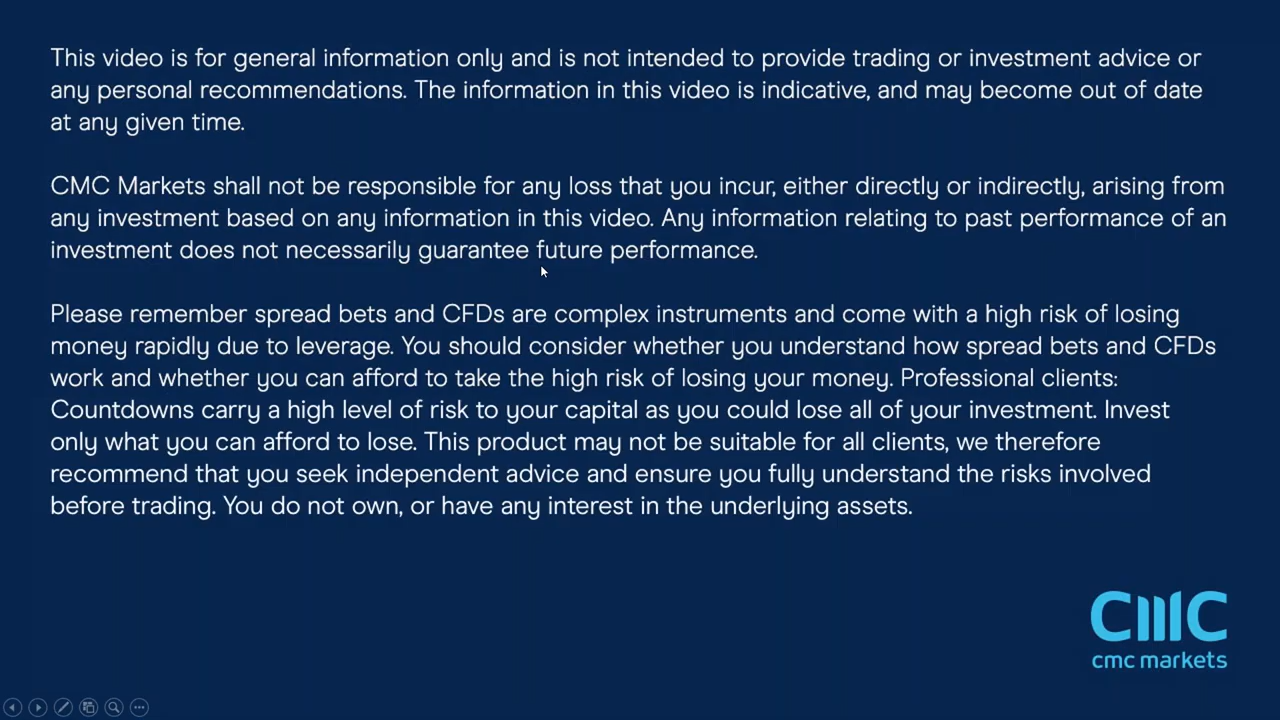 This video is for general information only and is not intended to provide trading or investment advice or
any personal recommendations. The information in this video is indicative, and may become out of date
at any given time.
CMC Markets shall not be responsible for any loss that you incur, either directly or indirectly, arising from
any investment based on any information in this video. Any information relating to past performance of an
investment does not necessarily guarantee future performance.
Please remember spread bets and CFDs are complex instruments and come with a high risk of losing
money rapidly due to leverage. You should consider whether you understand how spread bets and CFDs
work and whether you can afford to take the high risk of losing your money. Professional clients:
Countdowns carry a high level of risk to your capital as you could lose all of your investment. Invest
only what you can afford to lose. This product may not be suitable for all clients, we therefore
recommend that you seek independent advice and ensure you fully understand the risks involved
before trading. You do not own, or have any interest in the underlying assets.
CMC
cmc markets